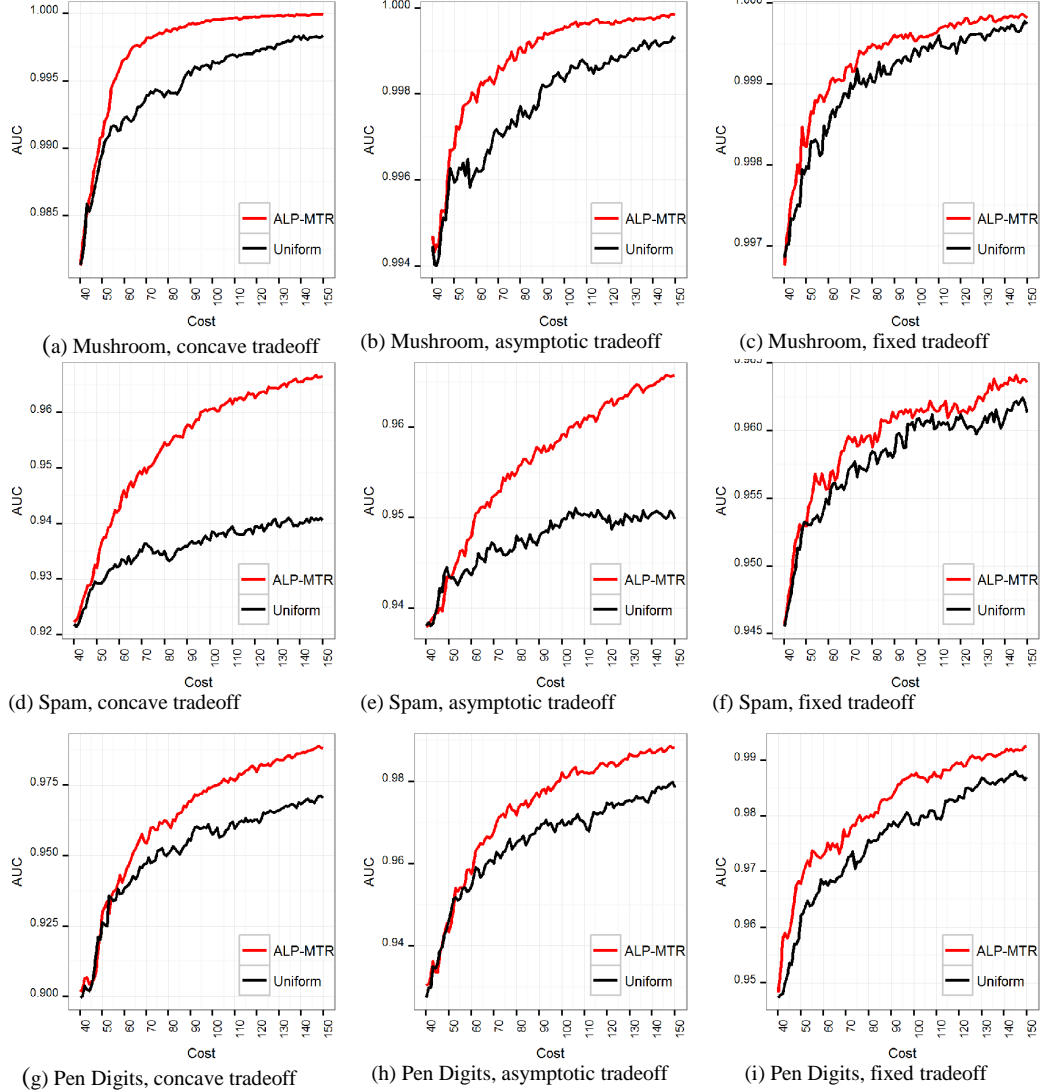 1.000
0.995
0.990
0.985
AUC
ALP-MTR
Uniform
40 50 60 70 80 90 100 110 120 130 140 150
Cost
(a) Mushroom, concave tradeoff
1.000
0.998
0.996
0.994
AUC
ALP-MTR
Uniform
40 50 60 70 80 90 100 110 120 130 140 150
Cost
(b) Mushroom, asymptotic tradeoff
1.000
0.999
0.998
0.997
AUC
ALP-MTR
Uniform
40 50 60 70 80 90 100 110 120 130 140 150
Cost
(c) Mushroom, fixed tradeoff
0.96
0.95
0.94
0.93
0.92
AUC
ALP-MTR
Uniform
40 50 60 70 80 90 100 110 120 130 140 150
Cost
(d) Spam, concave tradeoff
0.96
0.95
0.94
AUC
ALP-MTR
Uniform
40 50 60 70 80 90 100 110 120 130 140 150
Cost
(e) Spam, asymptotic tradeoff
0.965
0.960
0.955
0.950
0.945
AUC
ALP-MTR
Uniform
40 50 60 70 80 90 100 110 120 130 140 150
Cost
(f) Spam, fixed tradeoff
0.975
0.950
0.925
0.900
AUC
ALP-MTR
Uniform
40 50 60 70 80 90 100 110 120 130 140 150
Cost
(g) Pen Digits, concave tradeoff
0.98
0.96
0.94
AUC
ALP-MTR
Uniform
40 50 60 70 80 90 100 110 120 130 140 150
Cost
(h) Pen Digits, asymptotic tradeoff
0.99
0.98
0.97
0.96
0.95
AUC
ALP-MTR
Uniform
40 50 60 70 80 90 100 110 120 130 140 150
Cost
(i) Pen Digits, fixed tradeoff